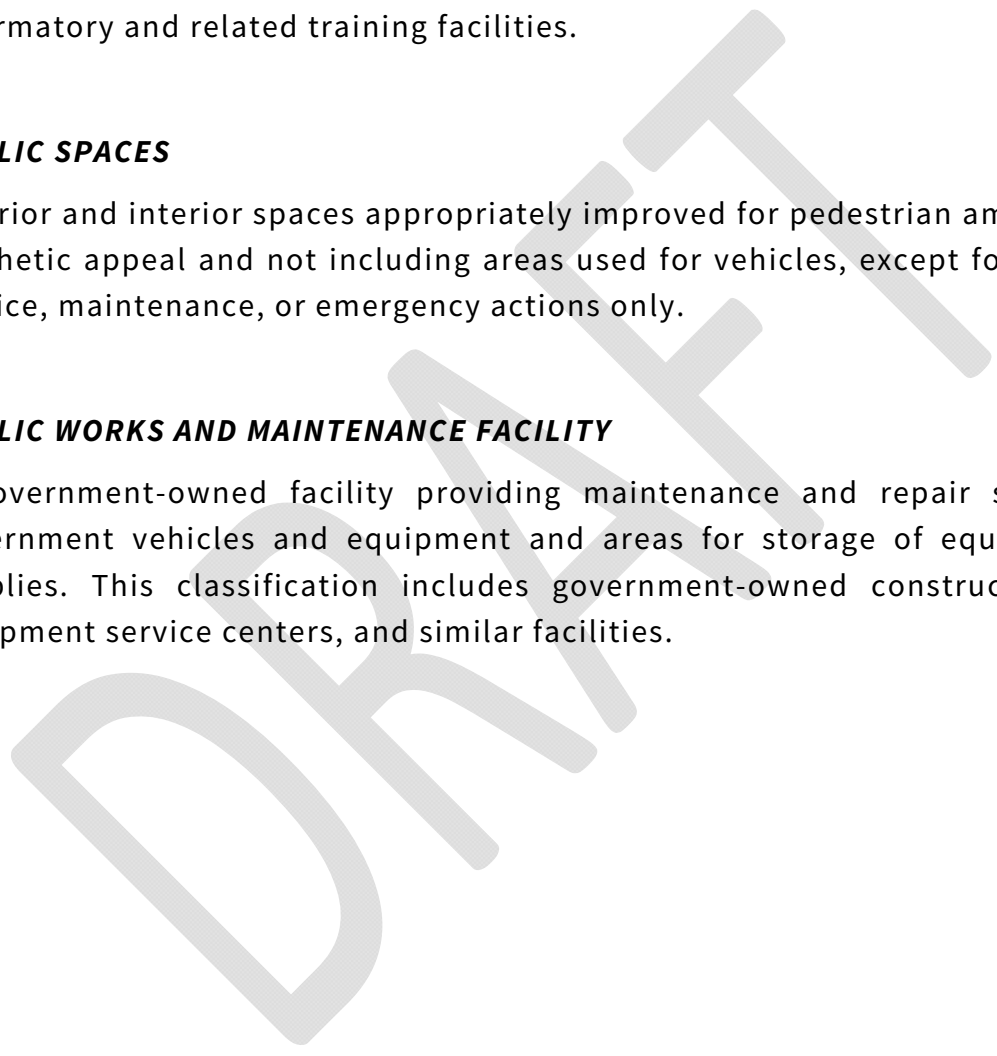 rmatory and related training facilities.
LIC SPACES
rior and interior spaces appropriately improved for pedestrian am
hetic appeal and not including areas used for vehicles, except fo
ice, maintenance, or emergency actions only.
LIC WORKS AND MAINTENANCE FACILITY
overnment-owned facility providing maintenance and repair s
ernment vehicles and equipment and areas for storage of equ
plies. This classification includes government-owned construc
pment service centers, and similar facilities.
DRAFT